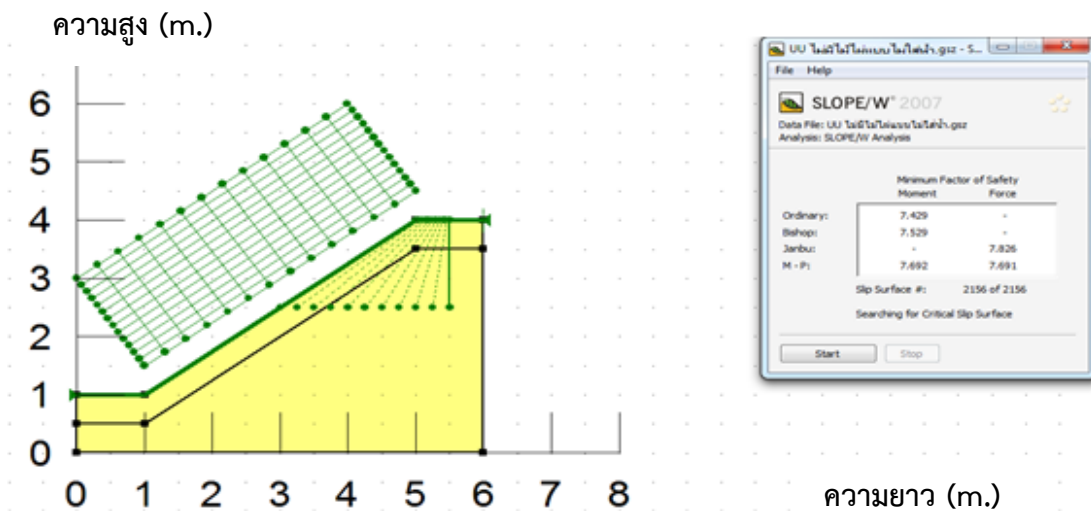 ความสูง (m.)
6
5
4
3
2
1
0
0 1 2 3 4 5 6 7 8
ความยาว (m.)
File Help
SLOPE/W® 2007
Analysis: SLOPE/W Analysis
Minimum Factor of Safety
Moment Force
Ordinary: 7.429 -
Bishop: 7.529 -
Janbu: - 7.826
M - P: 7.692 7.691
Slip Surface #: 2156 of 2156
Searching for Critical Slip Surface
Start Stop